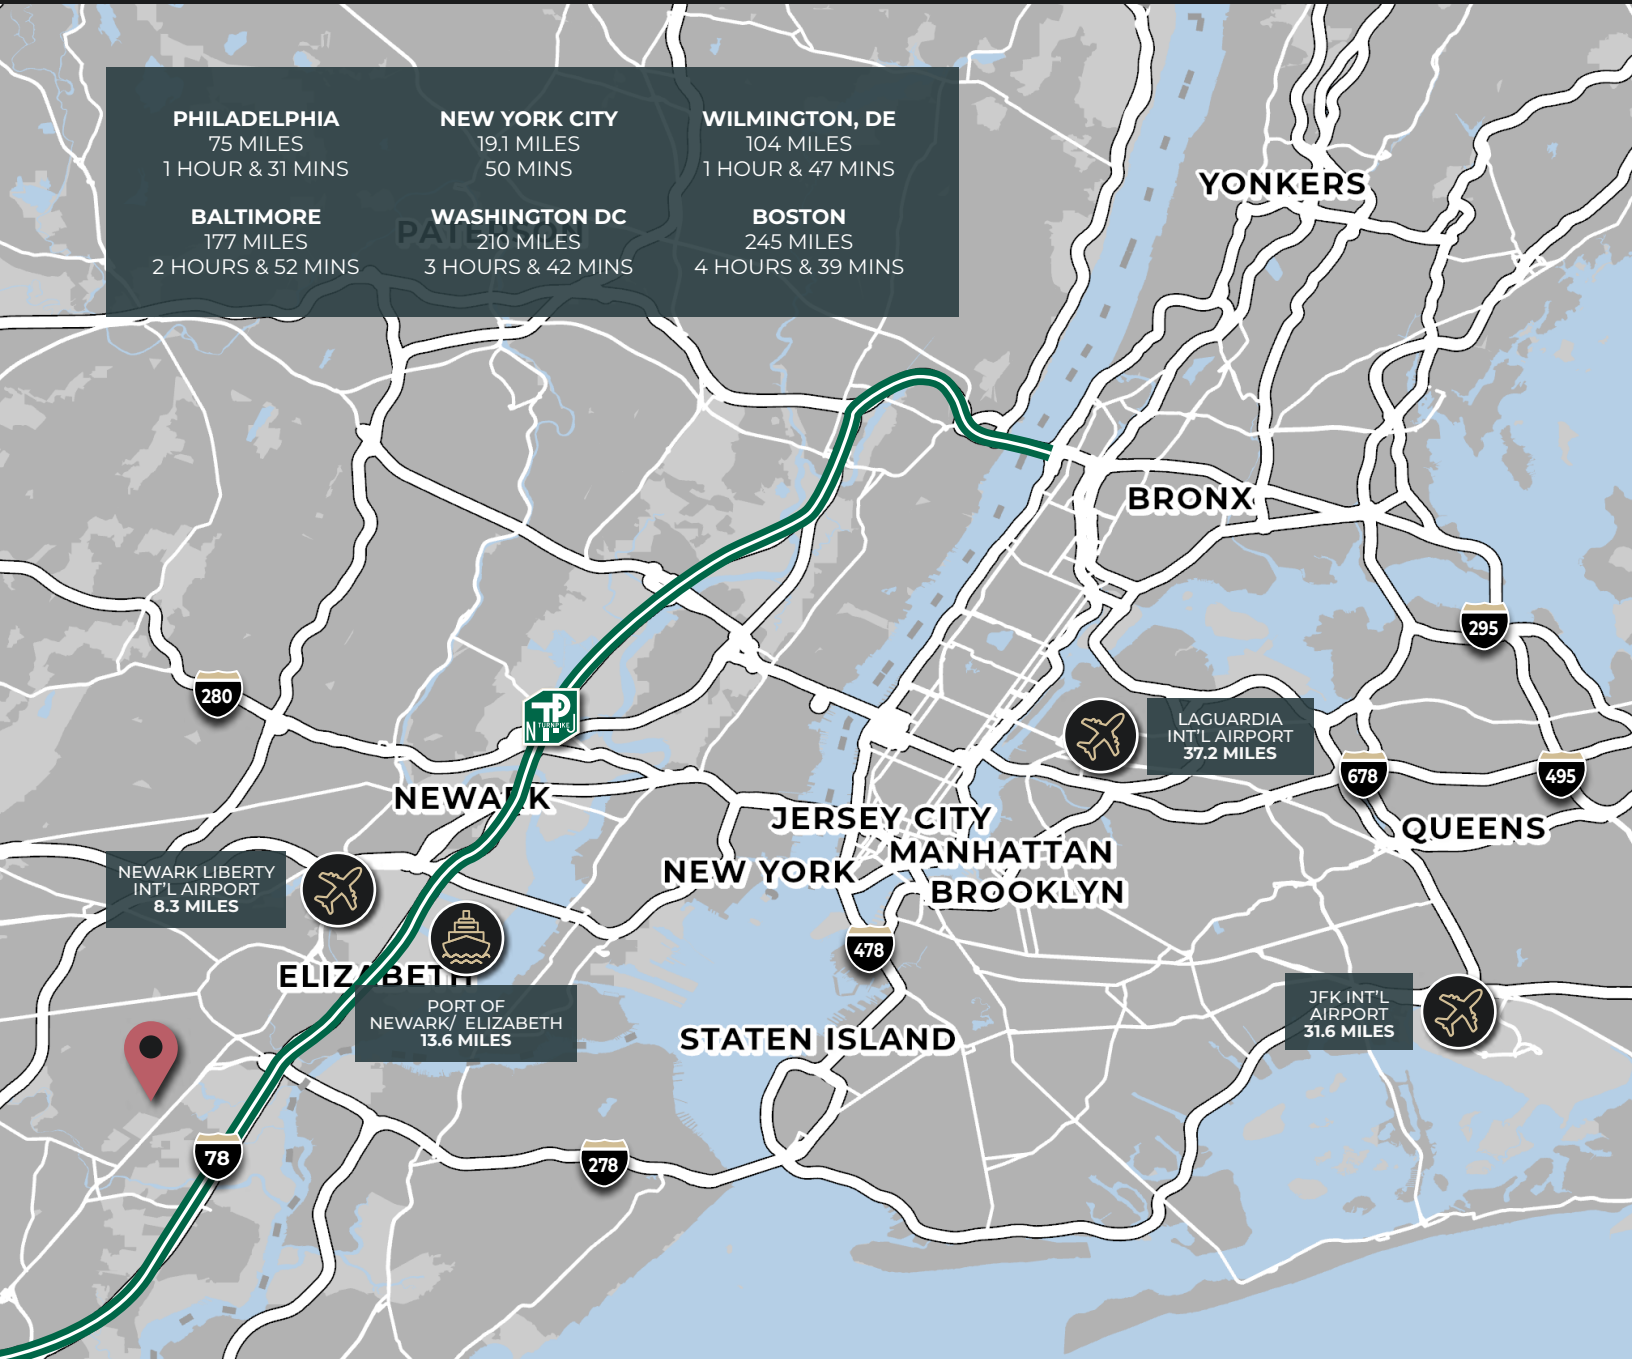 PHILADELPHIA
75 MILES
1 HOUR & 31 MINS
NEW YORK CITY
19.1 MILES
50 MINS
WILMINGTON, DE
104 MILES
1 HOUR & 47 MINS
BALTIMORE
177 MILES
2 HOURS & 52 MINS
WASHINGTON DC
210 MILES
3 HOURS & 42 MINS
BOSTON
245 MILES
4 HOURS & 39 MINS
PATERSON
YONKERS
BRONX
295
280
TP
N TURNPIKE J
LAGUARDIA
INT'L AIRPORT
37.2 MILES
678
495
NEWARK
JERSEY CITY
QUEENS
MANHATTAN
NEW YORK
BROOKLYN
NEWARK LIBERTY
INT'L AIRPORT
8.3 MILES
478
ELIZABETH
PORT OF
NEWARK/ ELIZABETH
13.6 MILES
JFK INT'L
AIRPORT
31.6 MILES
STATEN ISLAND
78
278